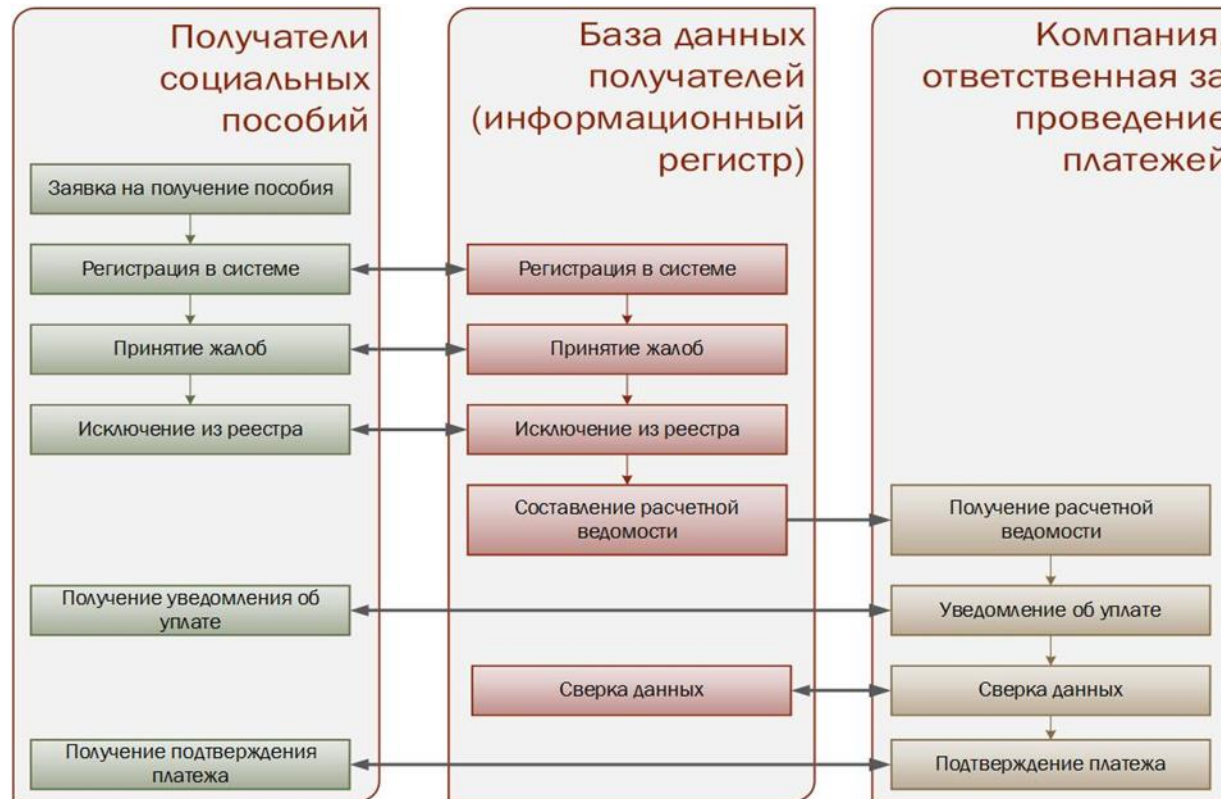 Получатели
социальных
пособий
База данных
получателей
(информационный
регистр)
Компания
ответственная за
проведение
платежей
Заявка на получение пособия
Регистрация в системе
Регистрация в системе
Принятие жалоб
Принятие жалоб
Исключение из реестра
Исключение из реестра
Составление расчетной
ведомости
Получение расчетной
ведомости
Получение уведомления об
уплате
Уведомление об уплате
Сверка данных
Сверка данных
Получение подтверждения
платежа
Подтверждение платежа